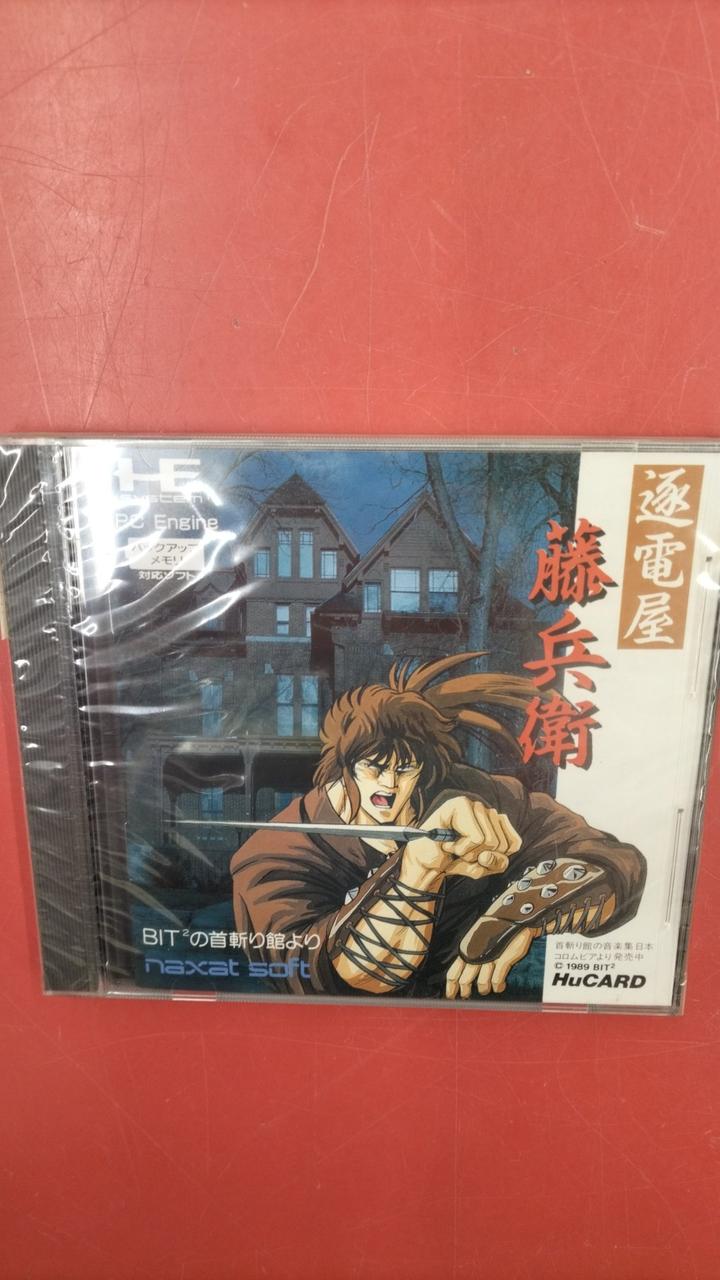 HE
system
PC Engine
バックアップ
メモリ
対応ソフト
逐電屋
藤兵衛
BIT²の首斬り館より
naxat soft
首斬り館の音楽集日本
コロムビアより発売中
© 1989 BIT²
HuCARD